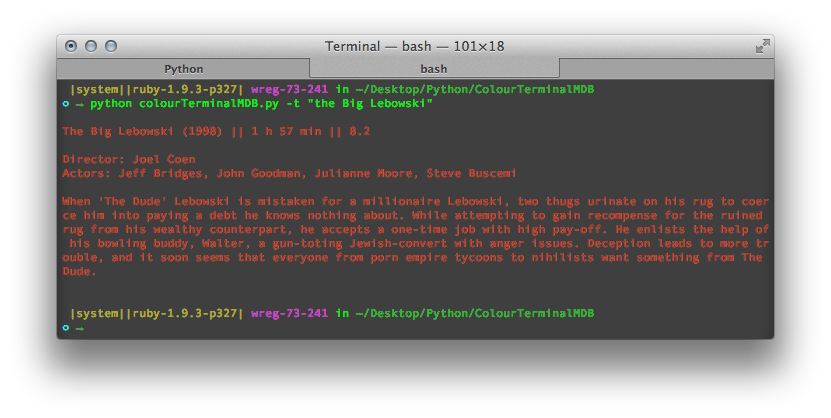 Terminal — bash — 101×18
Python bash
|system||ruby-1.9.3-p327| wreg-73-241 in ~/Desktop/Python/ColourTerminalMDB
o → python colourTerminalMDB.py -t "the Big Lebowski"
The Big Lebowski (1998) || 1 h 57 min || 8.2
Director: Joel Coen
Actors: Jeff Bridges, John Goodman, Julianne Moore, Steve Buscemi
When 'The Dude' Lebowski is mistaken for a millionaire Lebowski, two thugs urinate on his rug to coer
ce him into paying a debt he knows nothing about. While attempting to gain recompense for the ruined
rug from his wealthy counterpart, he accepts a one-time job with high pay-off. He enlists the help of
his bowling buddy, Walter, a gun-toting Jewish-convert with anger issues. Deception leads to more tr
ouble, and it soon seems that everyone from porn empire tycoons to nihilists want something from The
Dude.
|system||ruby-1.9.3-p327| wreg-73-241 in ~/Desktop/Python/ColourTerminalMDB
o →